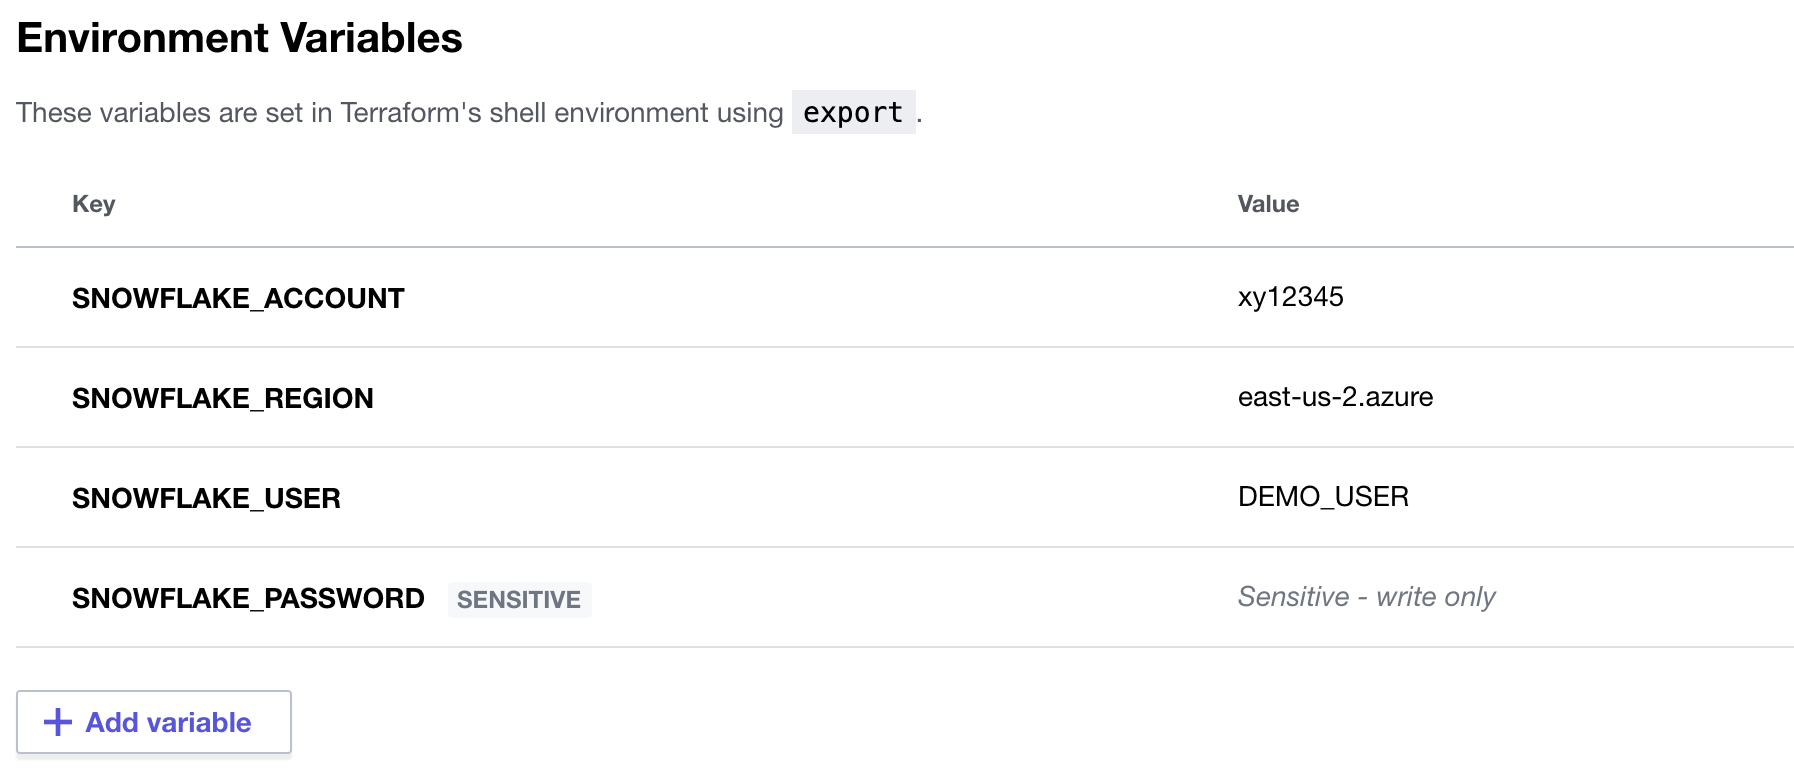 Environment Variables
These variables are set in Terraform's shell environment using export.
Key Value
SNOWFLAKE_ACCOUNT xy12345
SNOWFLAKE_REGION east-us-2.azure
SNOWFLAKE_USER DEMO_USER
SNOWFLAKE_PASSWORD SENSITIVE Sensitive - write only
+ Add variable